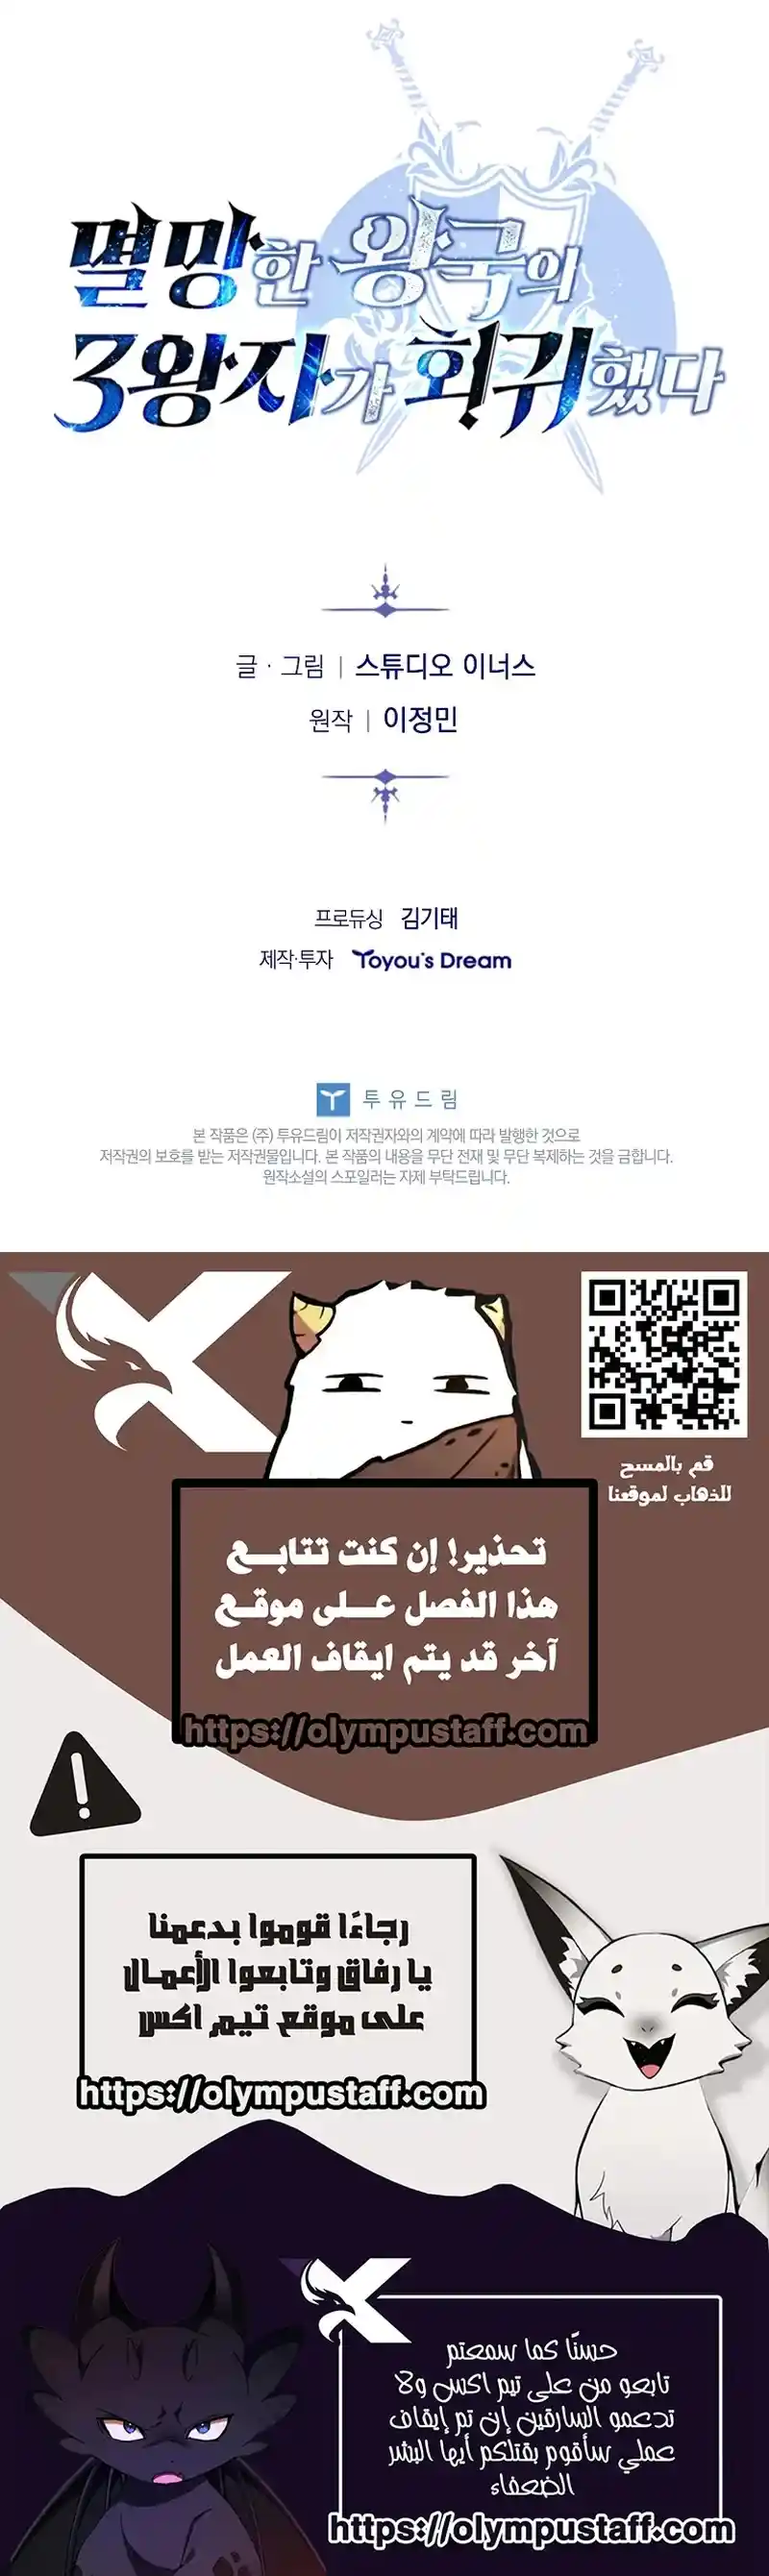 멸망한 왕국의
3왕자가 회귀했다
글 · 그림 | 스튜디오 이너스
원작 | 이정민
프로듀싱 김기태
제작·투자 Toyou's Dream
투유드림
본 작품은 (주) 투유드림이 저작권자와의 계약에 따라 발행한 것으로
저작권의 보호를 받는 저작권물입니다. 본 작품의 내용을 무단 전재 및 무단 복제하는 것을 금합니다.
원작소설의 스포일러는 자제 부탁드립니다.
قم بالمسح
للذهاب لموقعنا
تحذير! إن كنت تتابع
هذا الفصل على موقع
آخر قد يتم ايقاف العمل
https://olympustaff.com
رجاءًا قوموا بدعمنا
يا رفاق وتابعوا الأعمال
على موقع تيم اكس
https://olympustaff.com
حسنًا كما سمعتم
تابعو من على تيم اكس ولا
تدعمو السارقين إن تم إيقاف
عملي سأقوم بقتلكم أيها البشر
الضعفاء
https://olympustaff.com